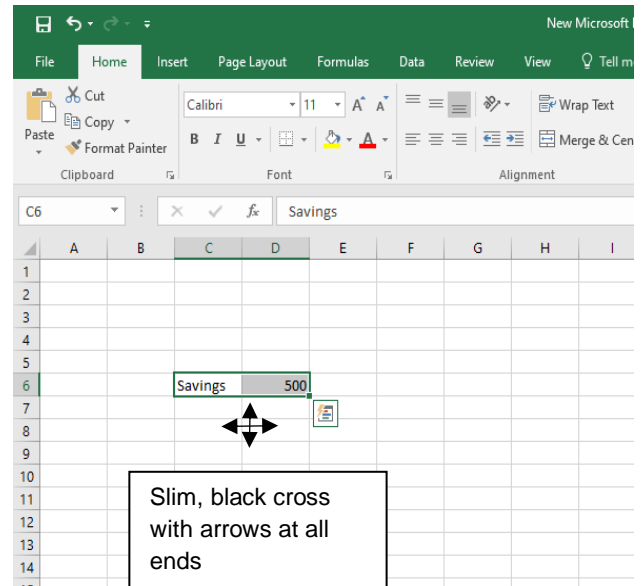 New Microsoft
File Home Insert Page Layout Formulas Data Review View Tell m
Cut
Copy
Format Painter
Paste
Calibri 11 A A
B I U A
Wrap Text
Merge & Cen
Clipboard Font Alignment
C6 fx Savings
A B C D E F G H I
1
2
3
4
5
6 Savings 500
7
8
9
10
11
12
13
14
Slim, black cross
with arrows at all
ends